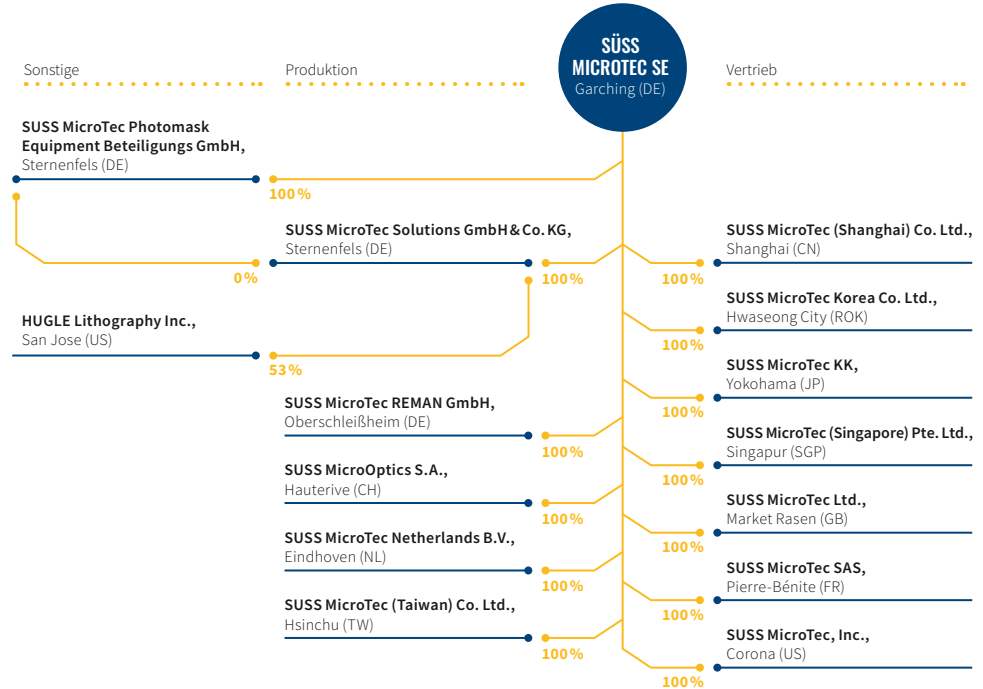 SÜSS
MICROTEC SE
Garching (DE)
Sonstige
SUSS MicroTec Photomask
Equipment Beteiligungs GmbH,
Sternenfels (DE)
100%
0%
HUGLE Lithography Inc.,
San Jose (US)
53%
Produktion
SUSS MicroTec Solutions GmbH & Co. KG,
Sternenfels (DE)
100%
SUSS MicroTec REMAN GmbH,
Oberschleißheim (DE)
100%
SUSS MicroOptics S.A.,
Hauterive (CH)
100%
SUSS MicroTec Netherlands B.V.,
Eindhoven (NL)
100%
SUSS MicroTec (Taiwan) Co. Ltd.,
Hsinchu (TW)
100%
Vertrieb
SUSS MicroTec (Shanghai) Co. Ltd.,
Shanghai (CN)
100%
SUSS MicroTec Korea Co. Ltd.,
Hwaseong City (ROK)
100%
SUSS MicroTec KK,
Yokohama (JP)
100%
SUSS MicroTec (Singapore) Pte. Ltd.,
Singapur (SGP)
100%
SUSS MicroTec Ltd.,
Market Rasen (GB)
100%
SUSS MicroTec SAS,
Pierre-Bénite (FR)
100%
SUSS MicroTec, Inc.,
Corona (US)
100%